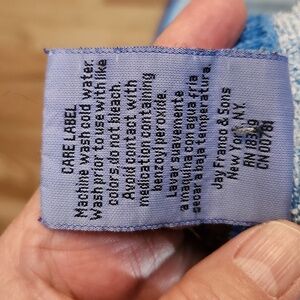 CARE LABEL
Machine wash cold water.
Wash prior to use with like
colors, do not bleach.
Avoid contact with
medication containing
benzoyl peroxide.
Lavar suavemente
a maquina con agua fria
secar a baja temperatura.
Jay Franco & Sons
New York, N.Y.
RN
CN 00178